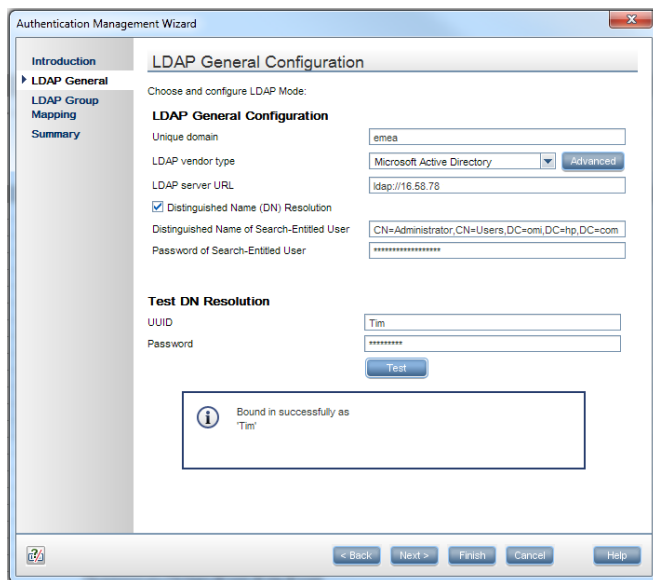 Authentication Management Wizard
Introduction
LDAP General
LDAP Group
Mapping
Summary
LDAP General Configuration
Choose and configure LDAP Mode:
LDAP General Configuration
Unique domain
emea
LDAP vendor type
Microsoft Active Directory
Advanced
LDAP server URL
ldap://16.58.78
Distinguished Name (DN) Resolution
Distinguished Name of Search-Entitled User
CN=Administrator,CN=Users,DC=omi,DC=hp,DC=com
Password of Search-Entitled User
******************
Test DN Resolution
UUID
Tim
Password
*********
Test
Bound in successfully as
'Tim'
< Back
Next >
Finish
Cancel
Help